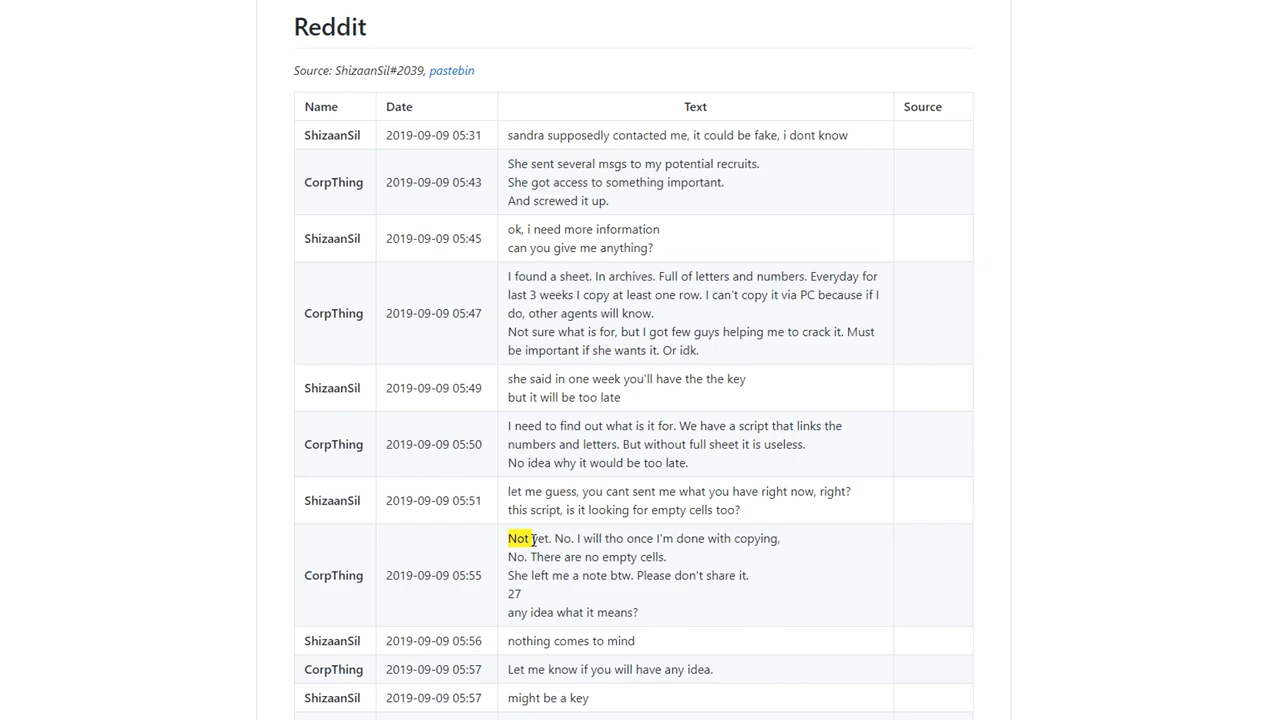 Reddit
Source: ShizaanSil#2039, pastebin
Name Date Text Source
ShizaanSil 2019-09-09 05:31 sandra supposedly contacted me, it could be fake, i dont know
She sent several msgs to my potential recruits.
CorpThing 2019-09-09 05:43 She got access to something important.
And screwed it up.
ShizaanSil 2019-09-09 05:45 ok, i need more information
can you give me anything?
I found a sheet. In archives. Full of letters and numbers. Everyday for
last 3 weeks I copy at least one row. I can't copy it via PC because if I
CorpThing 2019-09-09 05:47 do, other agents will know.
Not sure what is for, but I got few guys helping me to crack it. Must
be important if she wants it. Or idk.
ShizaanSil 2019-09-09 05:49 she said in one week you'll have the the key
but it will be too late
I need to find out what is it for. We have a script that links the
CorpThing 2019-09-09 05:50 numbers and letters. But without full sheet it is useless.
No idea why it would be too late.
ShizaanSil 2019-09-09 05:51 let me guess, you cant sent me what you have right now, right?
this script, is it looking for empty cells too?
Not yet. No. I will tho once I'm done with copying,
No. There are no empty cells.
CorpThing 2019-09-09 05:55 She left me a note btw. Please don't share it.
27
any idea what it means?
ShizaanSil 2019-09-09 05:56 nothing comes to mind
CorpThing 2019-09-09 05:57 Let me know if you will have any idea.
ShizaanSil 2019-09-09 05:57 might be a key